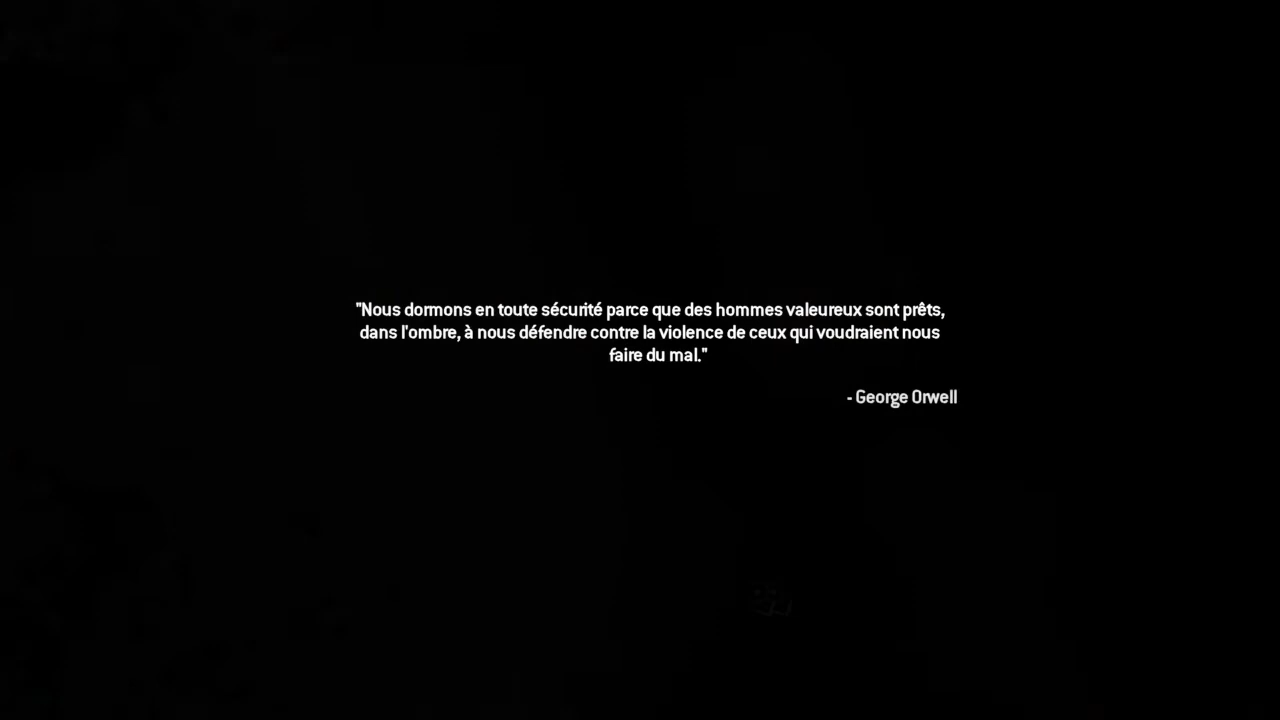 "Nous dormons en toute sécurité parce que des hommes valeureux sont prêts,
dans l'ombre, à nous défendre contre la violence de ceux qui voudraient nous
faire du mal."
- George Orwell